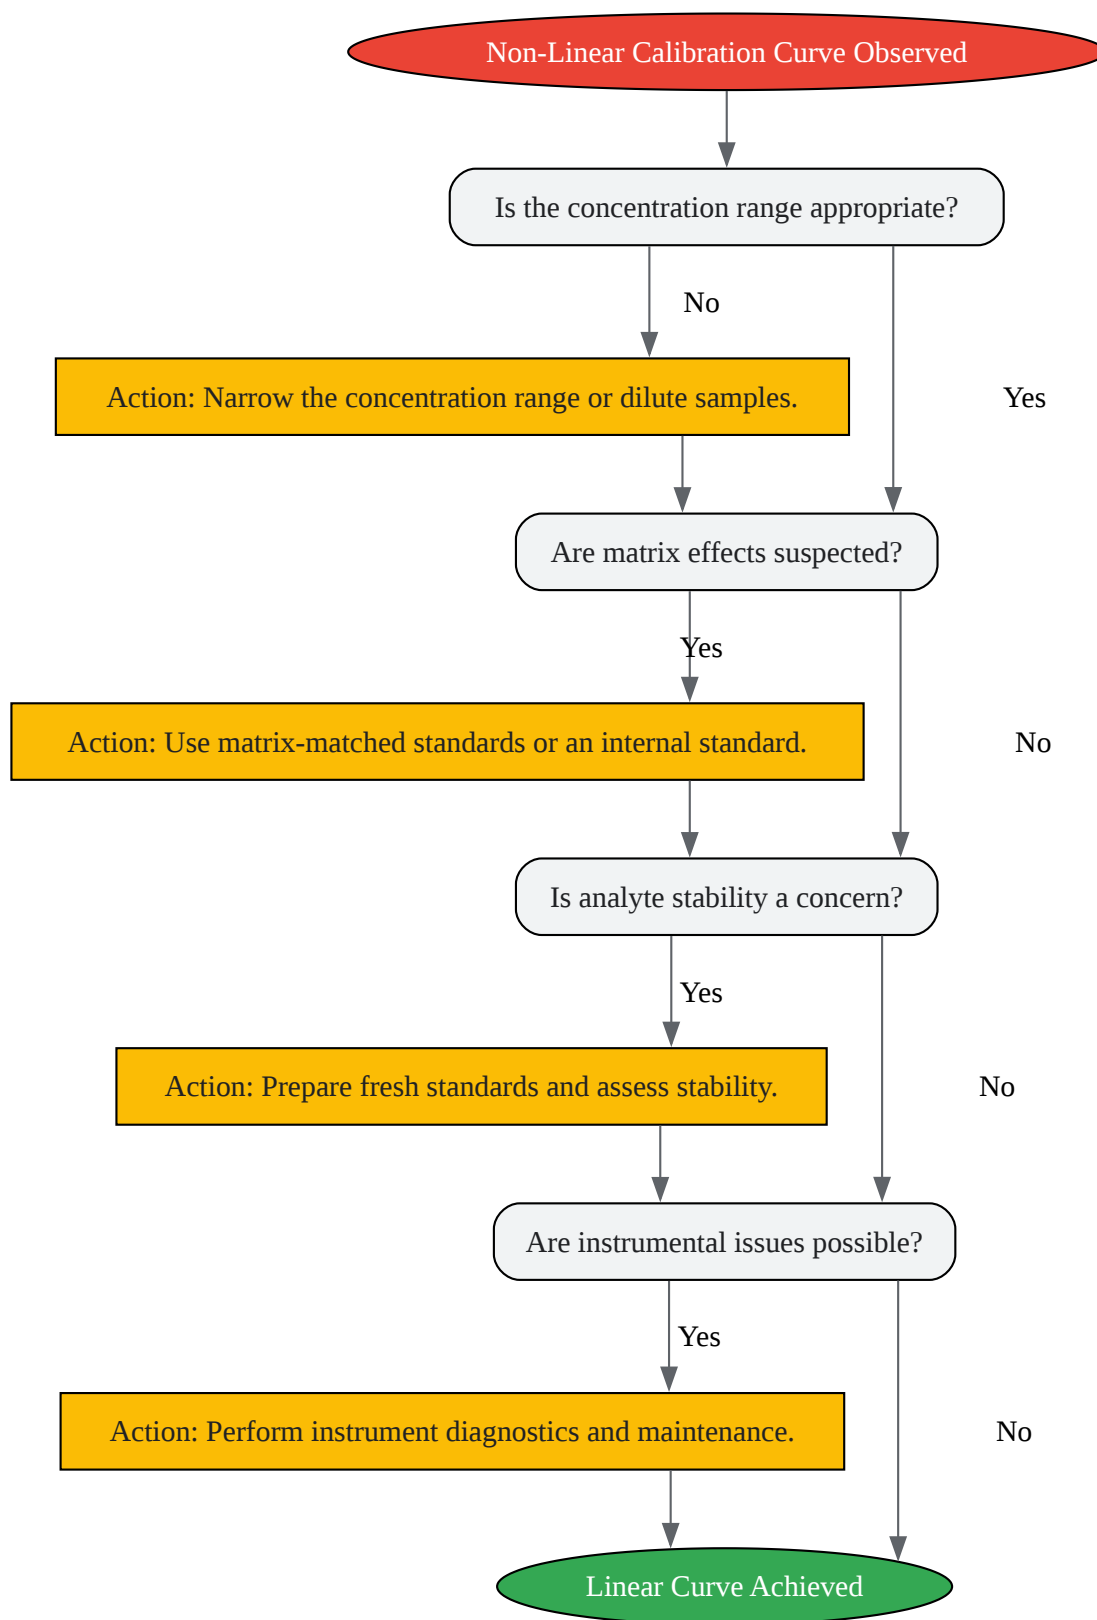 Non-Linear Calibration Curve Observed
Is the concentration range appropriate?
No
Action: Narrow the concentration range or dilute samples.
Yes
Are matrix effects suspected?
Yes
Action: Use matrix-matched standards or an internal standard.
No
Is analyte stability a concern?
Yes
Action: Prepare fresh standards and assess stability.
No
Are instrumental issues possible?
Yes
Action: Perform instrument diagnostics and maintenance.
No
Linear Curve Achieved